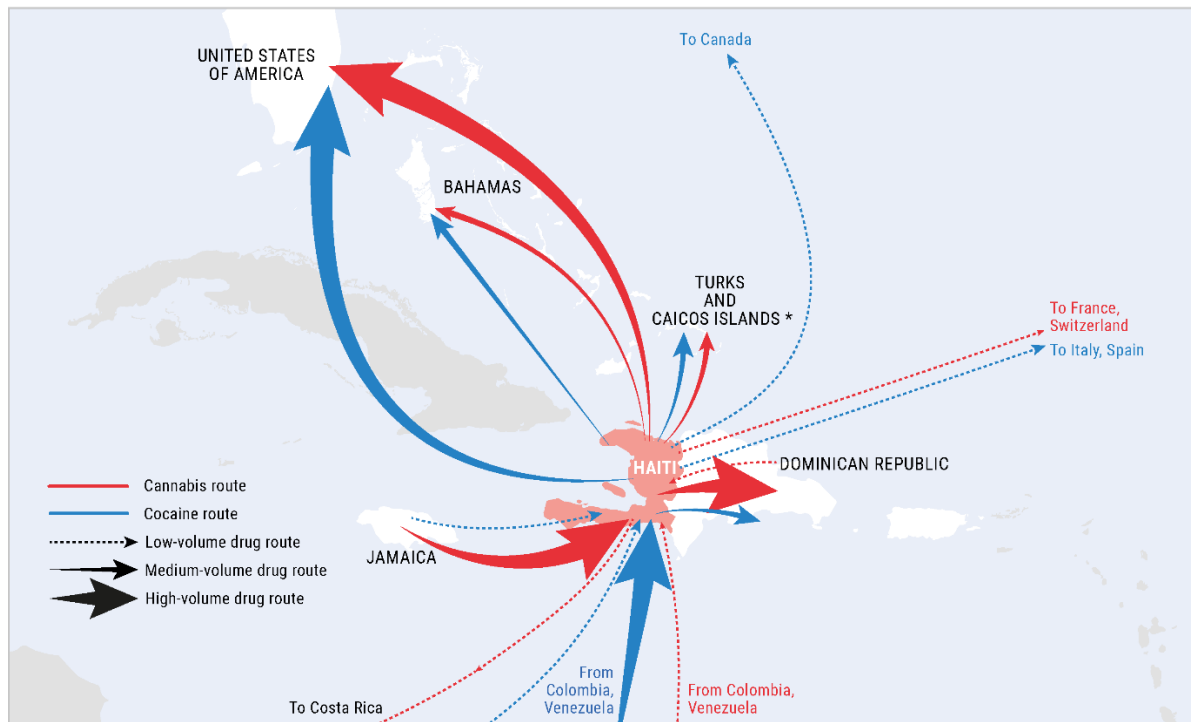 To Canada
UNITED STATES
OF AMERICA
BAHAMAS
TURKS
AND
CAICOS ISLANDS *
To France,
Switzerland
To Italy, Spain
HAITI
DOMINICAN REPUBLIC
Cannabis route
Cocaine route
Low-volume drug route
Medium-volume drug route
High-volume drug route
JAMAICA
To Costa Rica
From
Colombia,
Venezuela
From Colombia,
Venezuela